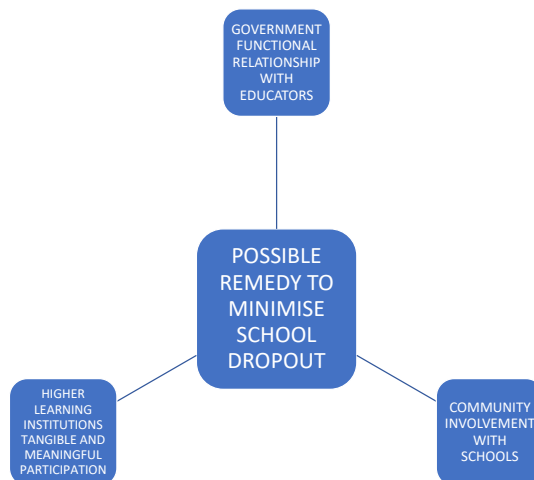 GOVERNMENT
FUNCTIONAL
RELATIONSHIP
WITH
EDUCATORS
POSSIBLE
REMEDY TO
MINIMISE
SCHOOL
DROPOUT
HIGHER
LEARNING
INSTITUTIONS
TANGIBLE AND
MEANINGFUL
PARTICIPATION
COMMUNITY
INVOLVEMENT
WITH
SCHOOLS